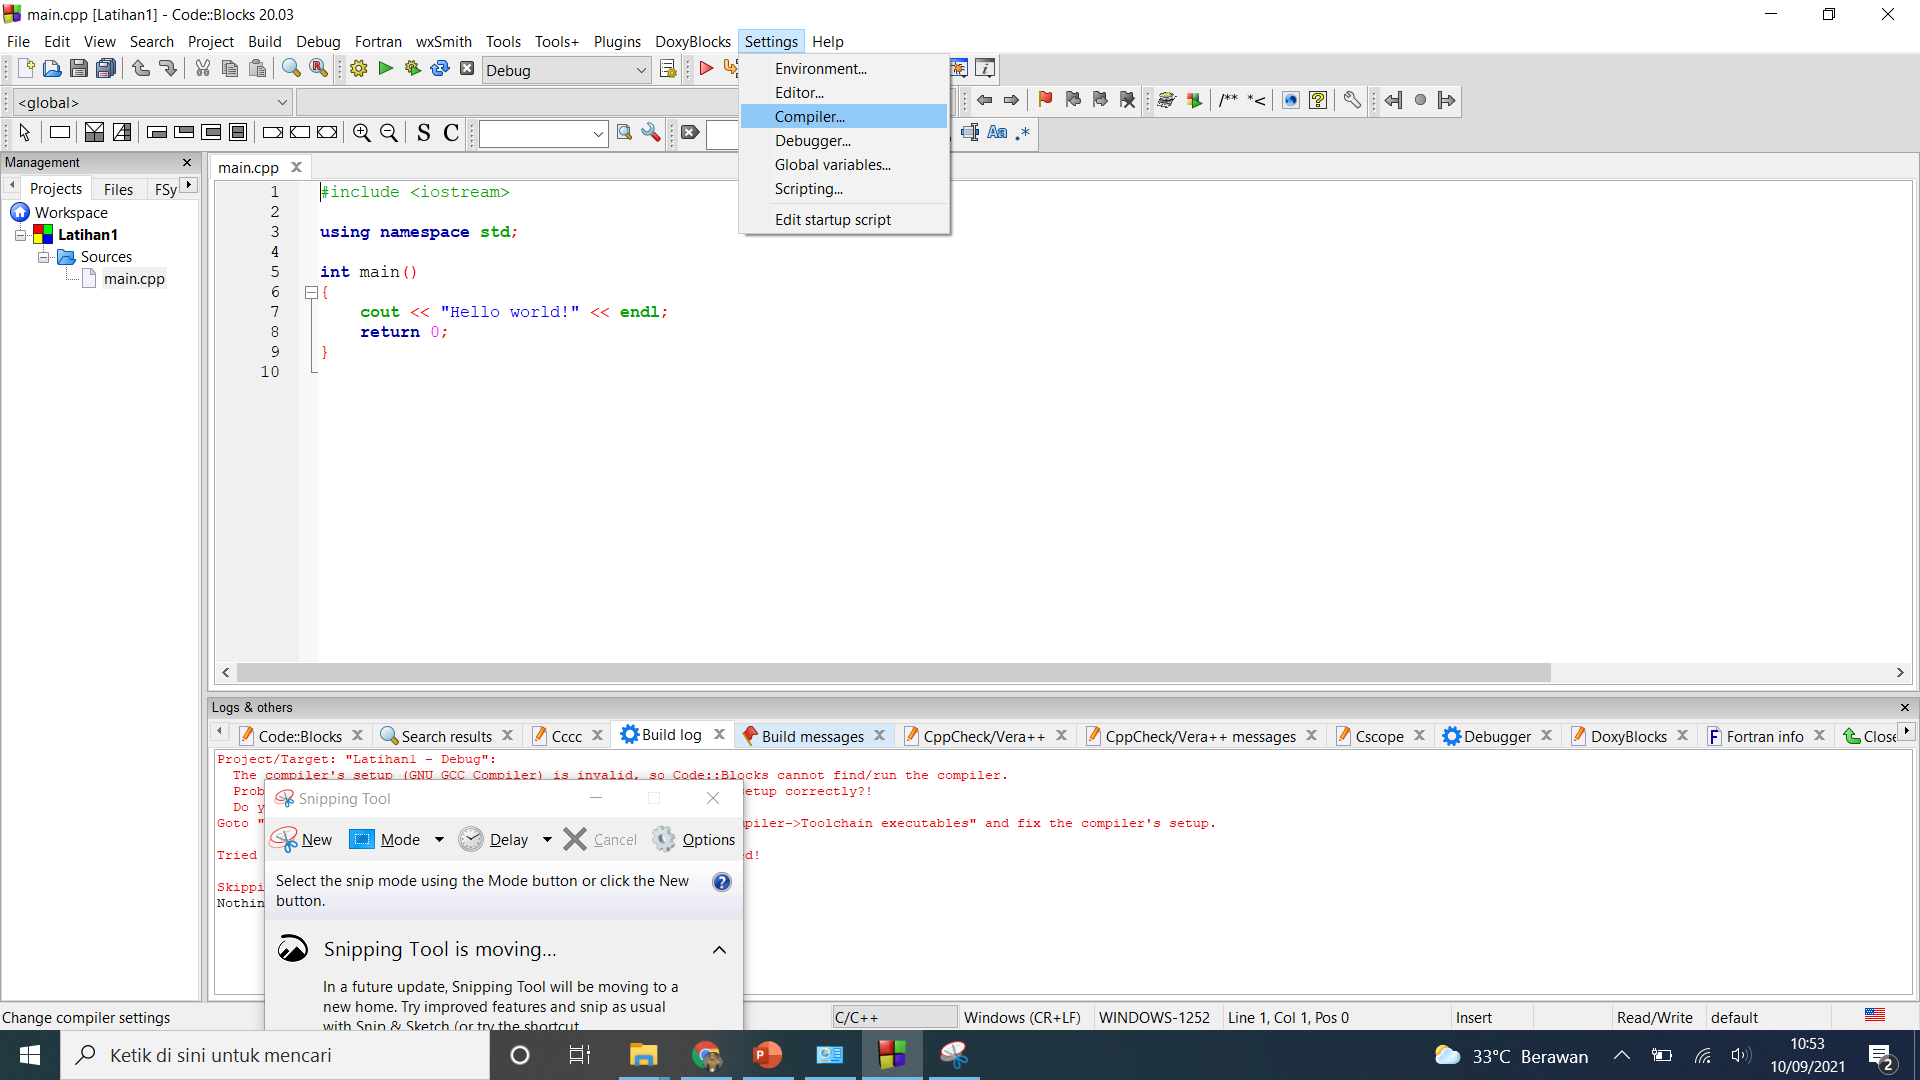 main.cpp [Latihan1] - Code::Blocks 20.03
File Edit View Search Project Build Debug Fortran wxSmith Tools Tools+ Plugins DoxyBlocks Settings Help
Debug
Environment...
Editor...
Compiler...
Debugger...
Global variables...
Scripting...
Edit startup script
<global>
/** *<
S C
Aa .*
Management
Projects Files FSy
Workspace
Latihan1
Sources
main.cpp
main.cpp
1 #include <iostream>
2
3 using namespace std;
4
5 int main()
6 {
7 cout << "Hello world!" << endl;
8 return 0;
9 }
10
Logs & others
Code::Blocks Search results Cccc Build log Build messages CppCheck/Vera++ CppCheck/Vera++ messages Cscope Debugger DoxyBlocks Fortran info Close
Project/Target: "Latihan1 - Debug":
The compiler's setup (GNU GCC Compiler) is invalid, so Code::Blocks cannot find/run the compiler.
Prob etup correctly?!
Do y
Goto " piler->Toolchain executables" and fix the compiler's setup.
Tried d!
Skippi
Nothin
Snipping Tool
New Mode Delay Cancel Options
Select the snip mode using the Mode button or click the New
button.
Snipping Tool is moving...
In a future update, Snipping Tool will be moving to a
new home. Try improved features and snip as usual
with Snip & Sketch (or try the shortcut
Change compiler settings C/C++ Windows (CR+LF) WINDOWS-1252 Line 1, Col 1, Pos 0 Insert Read/Write default
Ketik di sini untuk mencari
33°C Berawan
10:53
10/09/2021
2